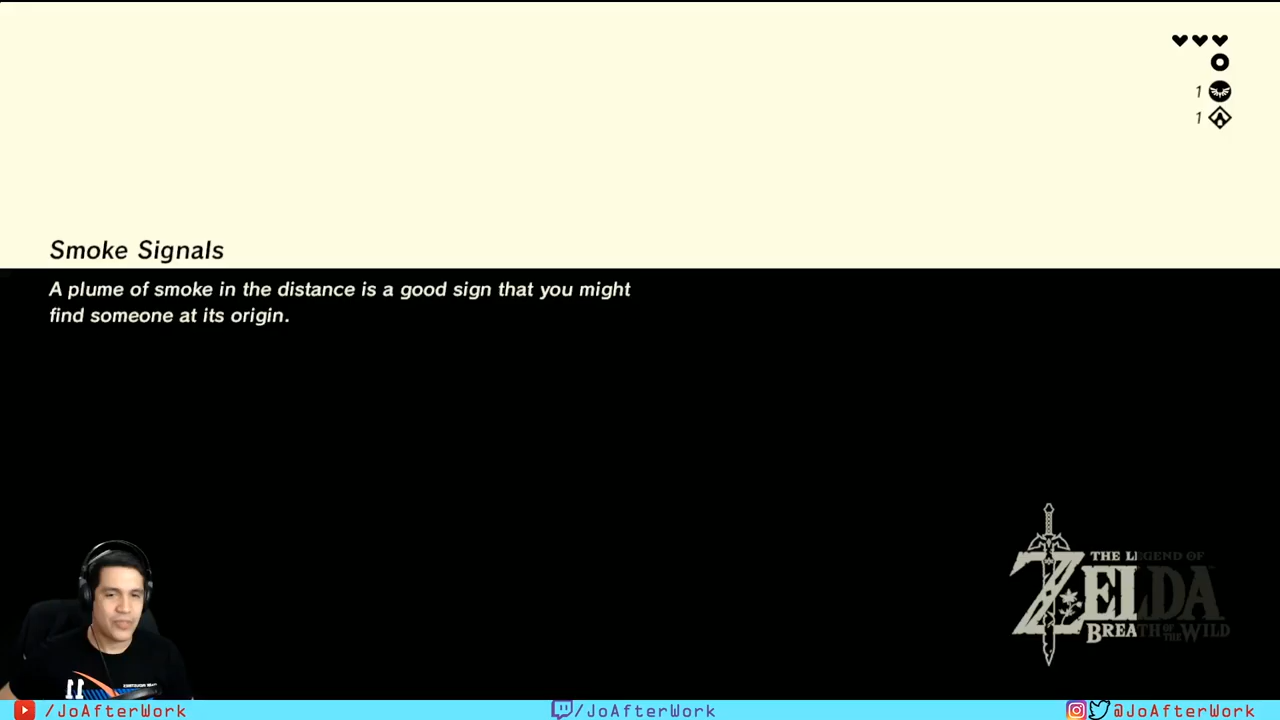 1
1
Smoke Signals
A plume of smoke in the distance is a good sign that you might
find someone at its origin.
THE LEGEND OF
ZELDA
BREATH OF THE WILD
/JoAfterWork
/JoAfterWork
@JoAfterWork